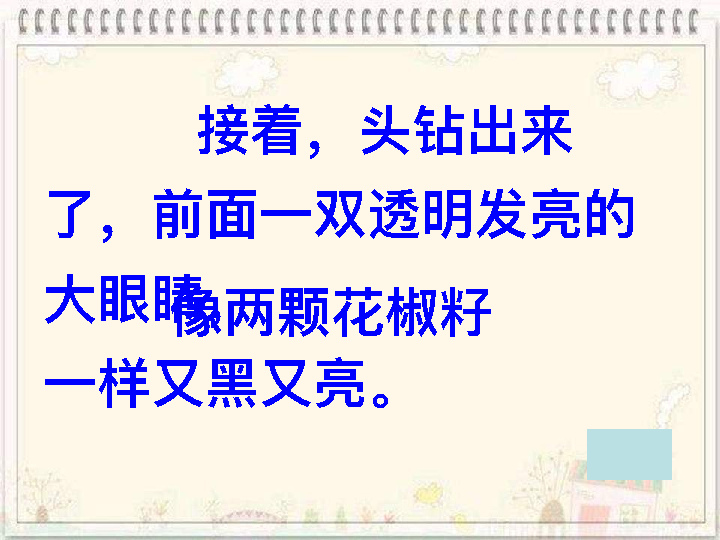 接着，头钻出来
了，前面一双透明发亮的
大眼睛
像两颗花椒籽
一样又黑又亮。